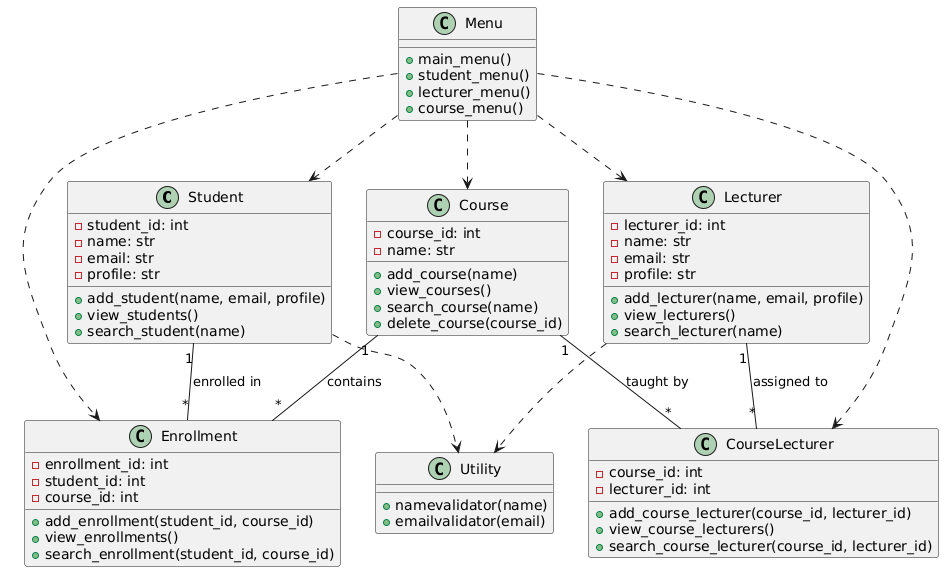 C Menu
main_menu()
student_menu()
lecturer_menu()
course_menu()
C Student
student_id: int
name: str
email: str
profile: str
add_student(name, email, profile)
view_students()
search_student(name)
C Course
course_id: int
name: str
add_course(name)
view_courses()
search_course(name)
delete_course(course_id)
C Lecturer
lecturer_id: int
name: str
email: str
profile: str
add_lecturer(name, email, profile)
view_lecturers()
search_lecturer(name)
1
enrolled in
*
1
contains
*
1
taught by
*
1
assigned to
*
C Enrollment
enrollment_id: int
student_id: int
course_id: int
add_enrollment(student_id, course_id)
view_enrollments()
search_enrollment(student_id, course_id)
C Utility
namevalidator(name)
emailvalidator(email)
C CourseLecturer
course_id: int
lecturer_id: int
add_course_lecturer(course_id, lecturer_id)
view_course_lecturers()
search_course_lecturer(course_id, lecturer_id)